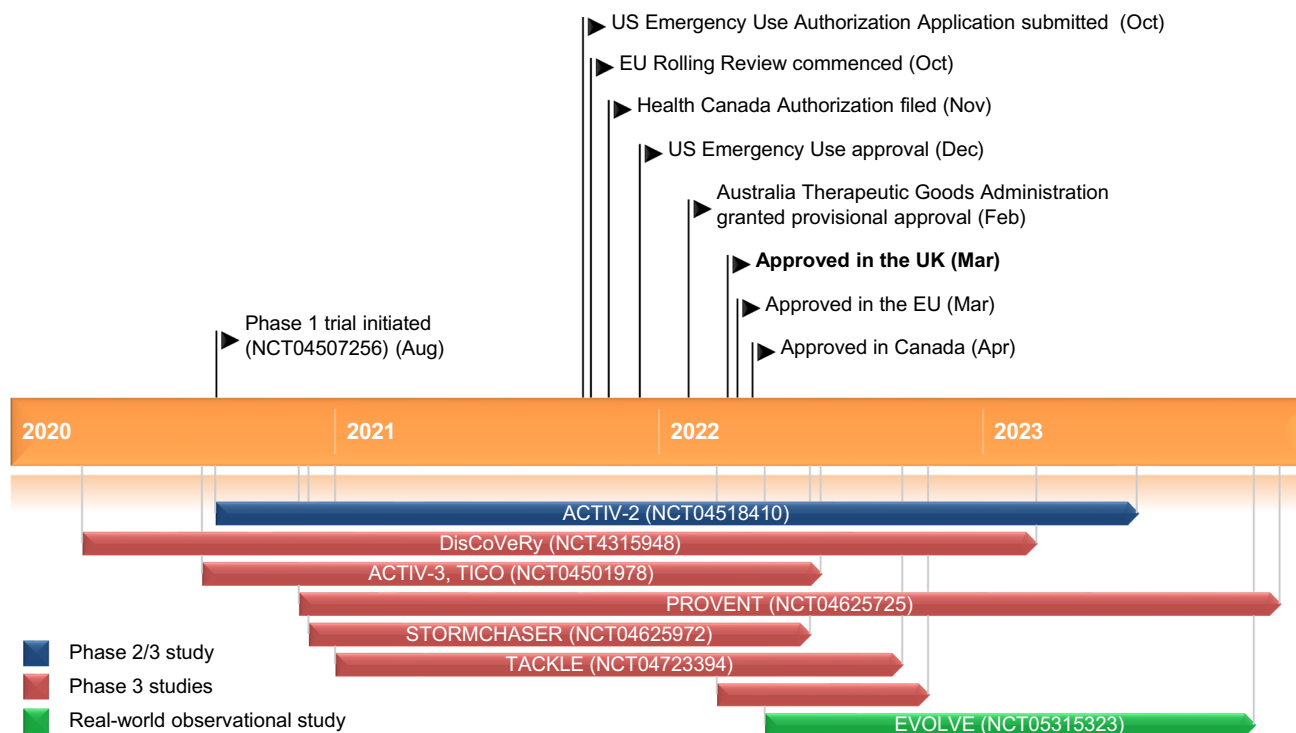 US Emergency Use Authorization Application submitted (Oct)
EU Rolling Review commenced (Oct)
Health Canada Authorization filed (Nov)
US Emergency Use approval (Dec)
Australia Therapeutic Goods Administration
granted provisional approval (Feb)
Approved in the UK (Mar)
Approved in the EU (Mar)
Phase 1 trial initiated
(NCT04507256) (Aug)
Approved in Canada (Apr)
2020
2021
2022
2023
ACTIV-2 (NCT04518410)
DisCoVeRy (NCT4315948)
ACTIV-3, TICO (NCT04501978)
PROVENT (NCT04625725)
STORMCHASER (NCT04625972)
TACKLE (NCT04723394)
EVOLVE (NCT05315323)
Phase 2/3 study
Phase 3 studies
Real-world observational study